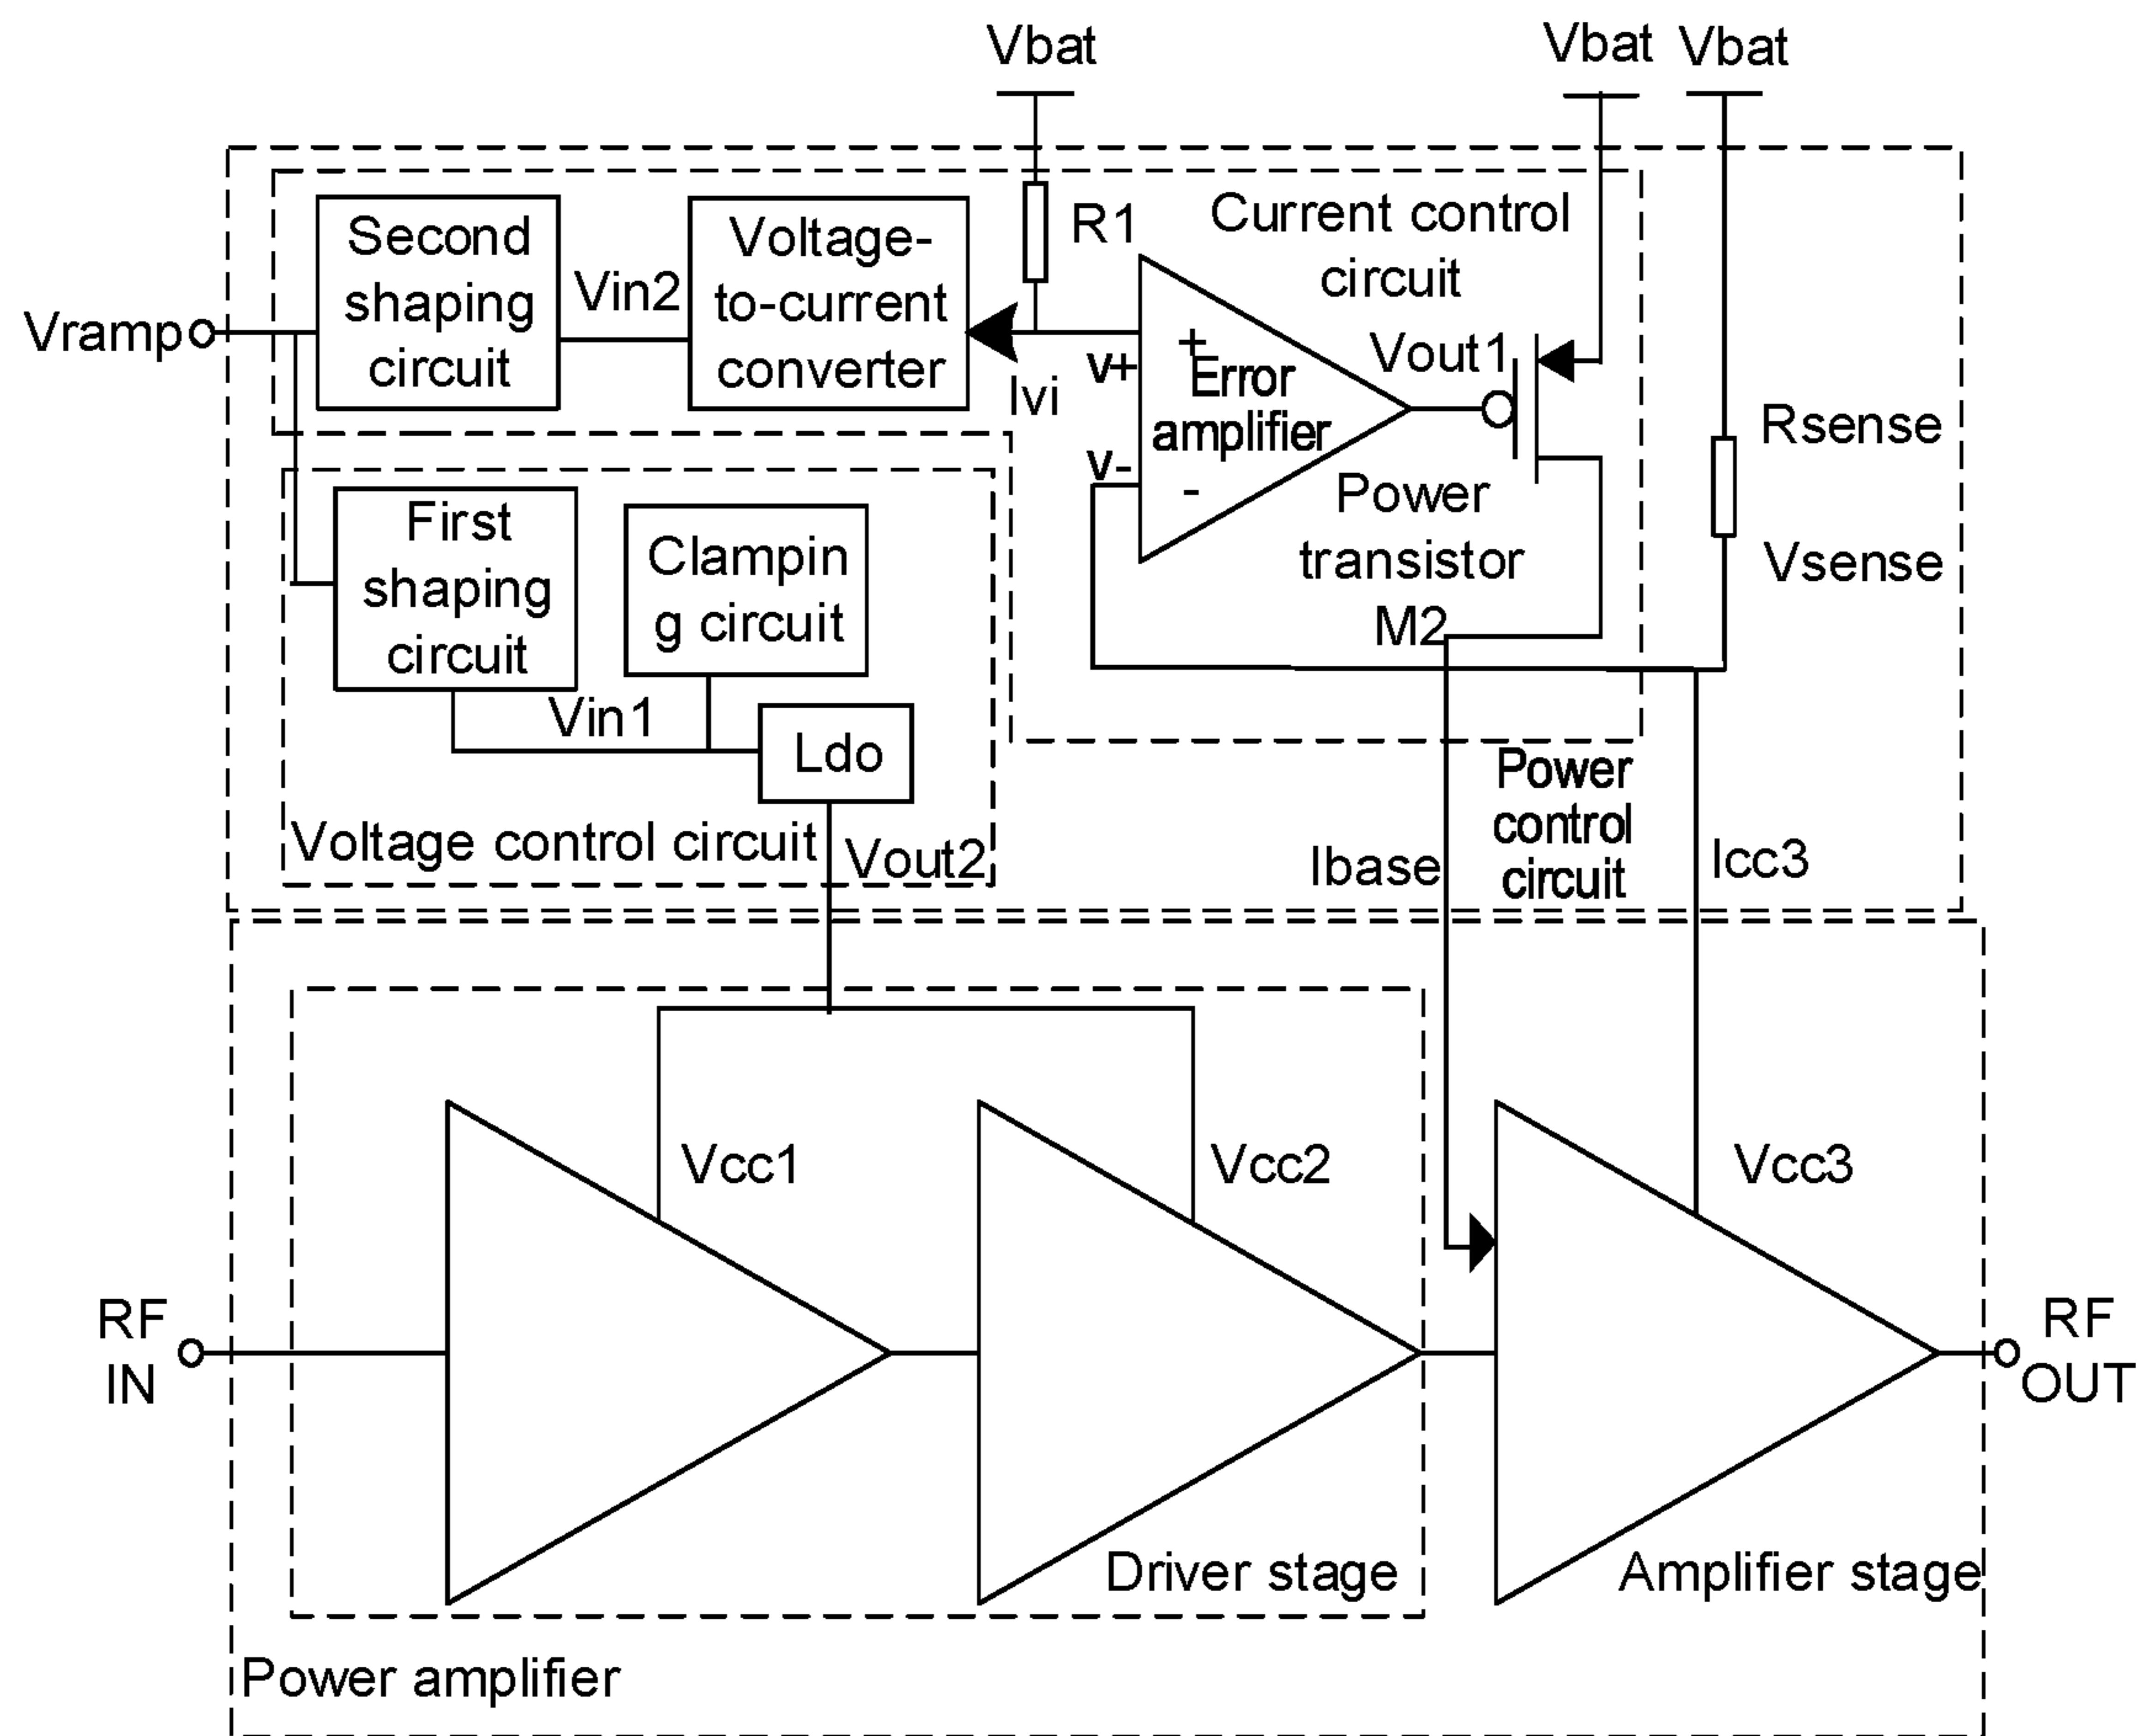 Vbat
Vbat
Vbat
Second
shaping
circuit
Vin2
Voltage-
to-current
converter
R1
Current control
circuit
Vramp
Ivi
V+
+
Error
amplifier
V-
-
Vout1
Power
transistor
M2
Rsense
Vsense
First
shaping
circuit
Clampin
g circuit
Vin1
Ldo
Voltage control circuit
Vout2
Ibase
Power
control
circuit
Icc3
Vcc1
Vcc2
Vcc3
RF
IN
RF
OUT
Driver stage
Amplifier stage
Power amplifier